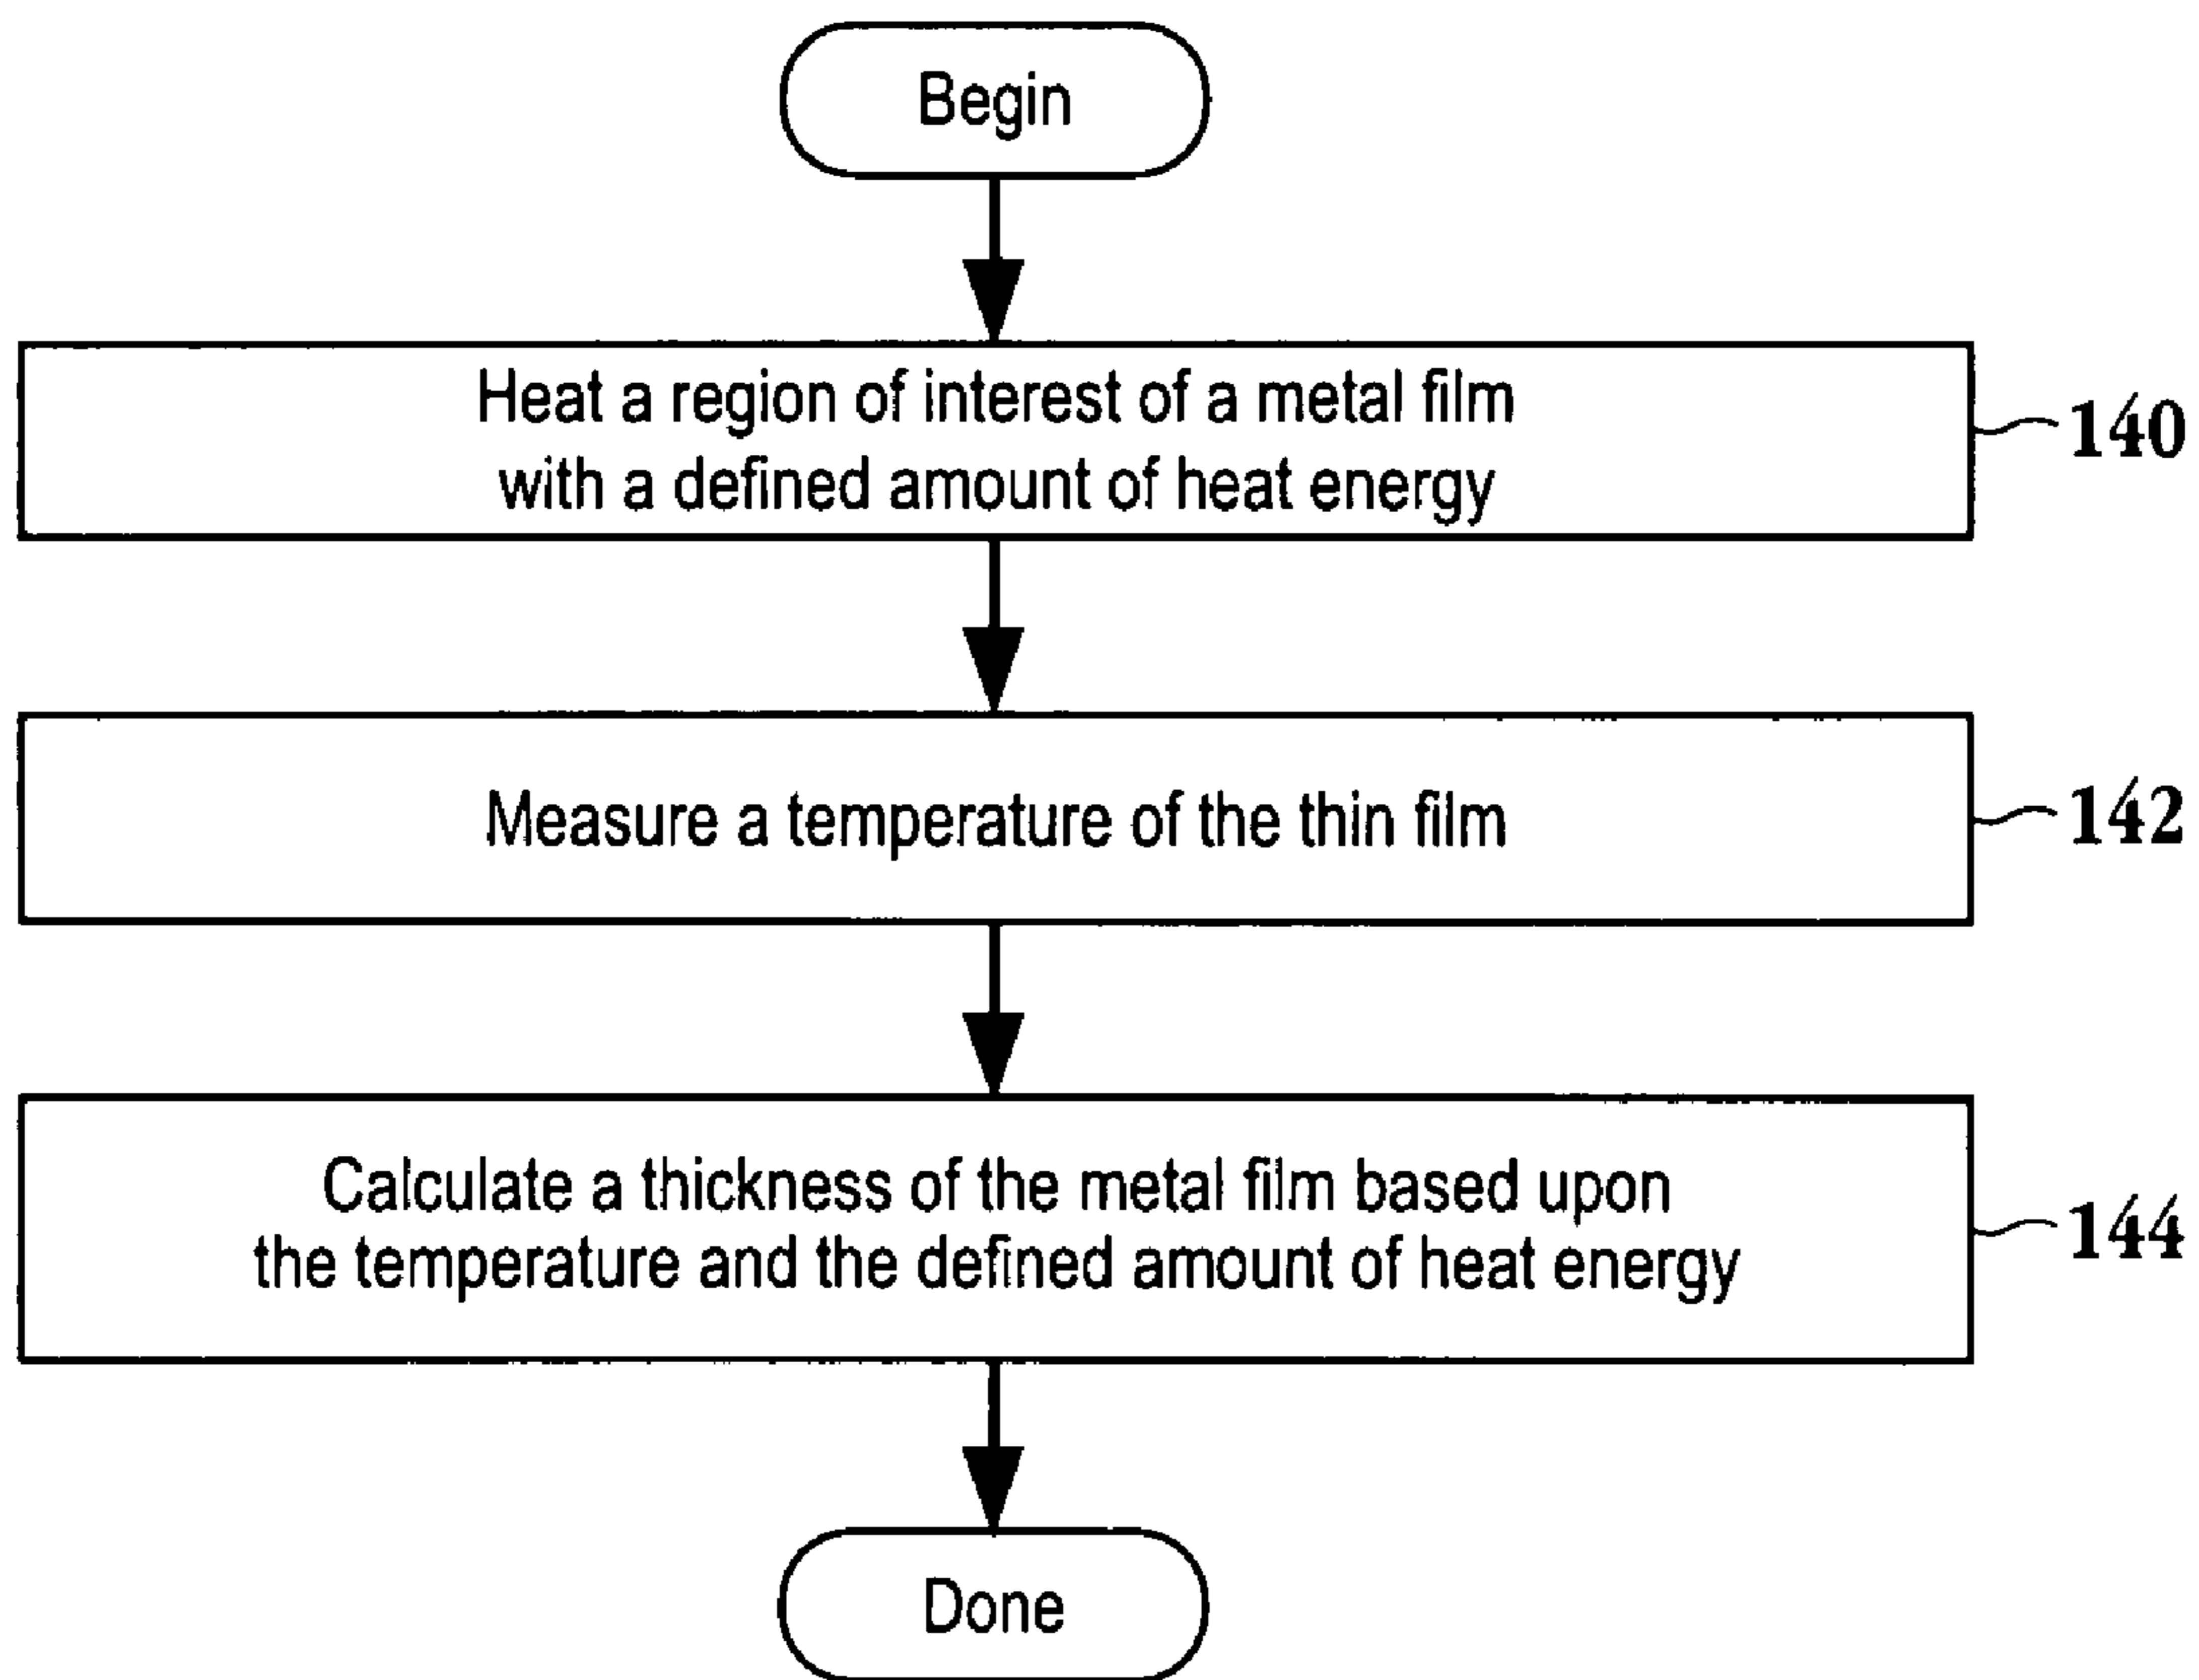 Begin
Heat a region of interest of a metal film
with a defined amount of heat energy
140
Measure a temperature of the thin film
142
Calculate a thickness of the metal film based upon
the temperature and the defined amount of heat energy
144
Done